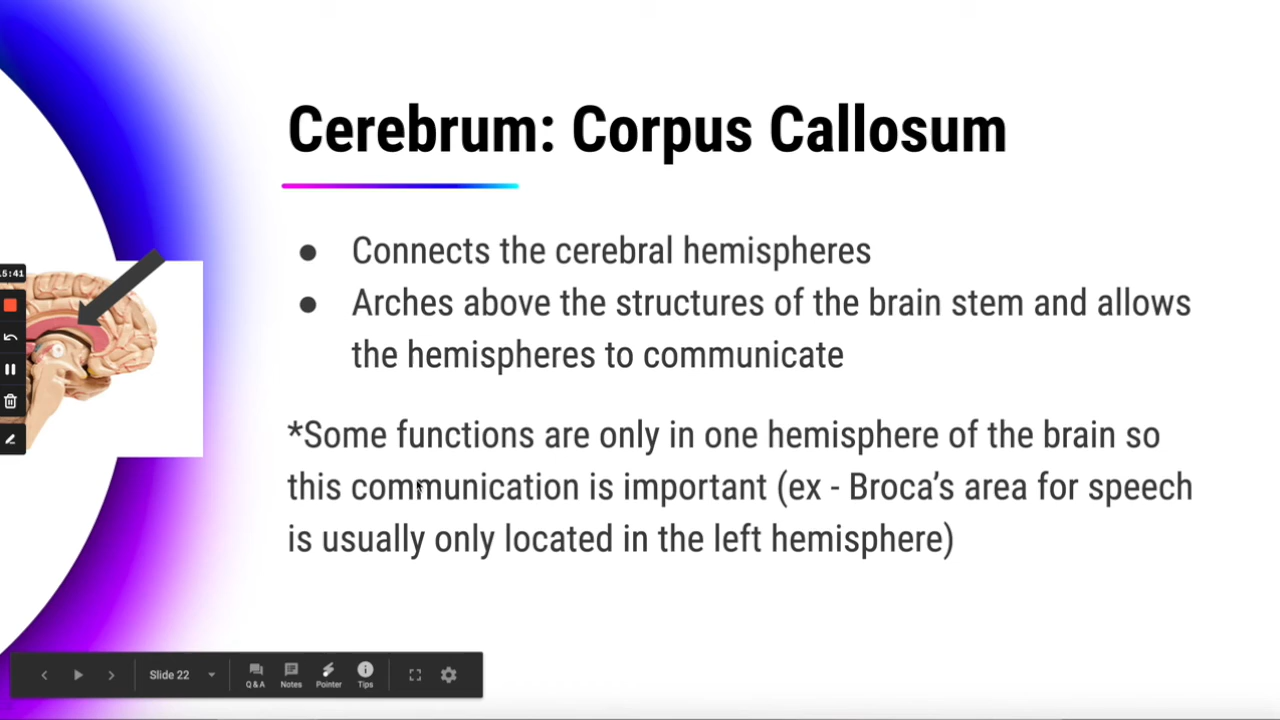 Cerebrum: Corpus Callosum
● Connects the cerebral hemispheres
● Arches above the structures of the brain stem and allows
the hemispheres to communicate
*Some functions are only in one hemisphere of the brain so
this communication is important (ex - Broca’s area for speech
is usually only located in the left hemisphere)
5:41
Slide 22
Q & A Notes Pointer Tips